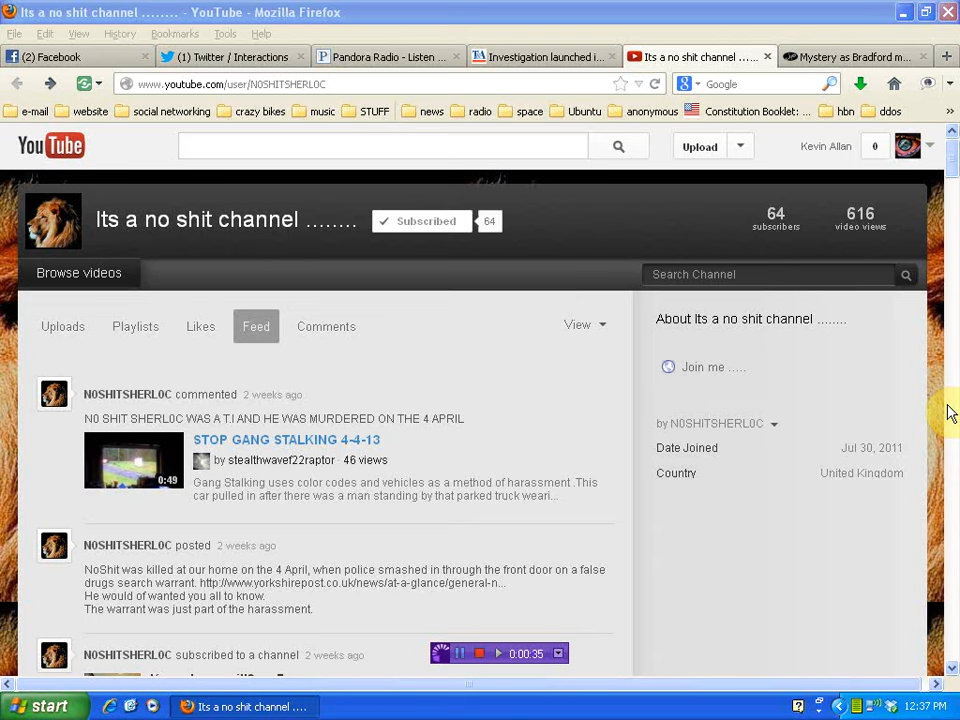 Its a no shit channel ........ - YouTube - Mozilla Firefox
File Edit View History Bookmarks Tools Help
(2) Facebook
(1) Twitter / Interactions
Pandora Radio - Listen ...
Investigation launched i...
Its a no shit channel ....
Mystery as Bradford m...
www.youtube.com/user/N0SHITSHERL0C
Google
e-mail website social networking crazy bikes music STUFF news radio space Ubuntu anonymous Constitution Booklet: ... hbn ddos
YouTube
Upload
Kevin Allan 0
Its a no shit channel ........
Subscribed 64
64 subscribers
616 video views
Browse videos
Search Channel
Uploads Playlists Likes Feed Comments View
About Its a no shit channel ........
Join me .....
by N0SHITSHERL0C
Date Joined Jul 30, 2011
Country United Kingdom
N0SHITSHERL0C commented 2 weeks ago
N0 SHIT SHERL0C WAS A T.I AND HE WAS MURDERED ON THE 4 APRIL
STOP GANG STALKING 4-4-13
by stealthwavef22raptor · 46 views
0:49
Gang Stalking uses color codes and vehicles as a method of harassment .This
car pulled in after there was a man standing by that parked truck weari...
N0SHITSHERL0C posted 2 weeks ago
NoShit was killed at our home on the 4 April, when police smashed in through the front door on a false
drugs search warrant. http://www.yorkshirepost.co.uk/news/at-a-glance/general-n...
He would of wanted you all to know.
The warrant was just part of the harassment.
N0SHITSHERL0C subscribed to a channel 2 weeks ago
0:00:35
start
Its a no shit channel ....
12:37 PM